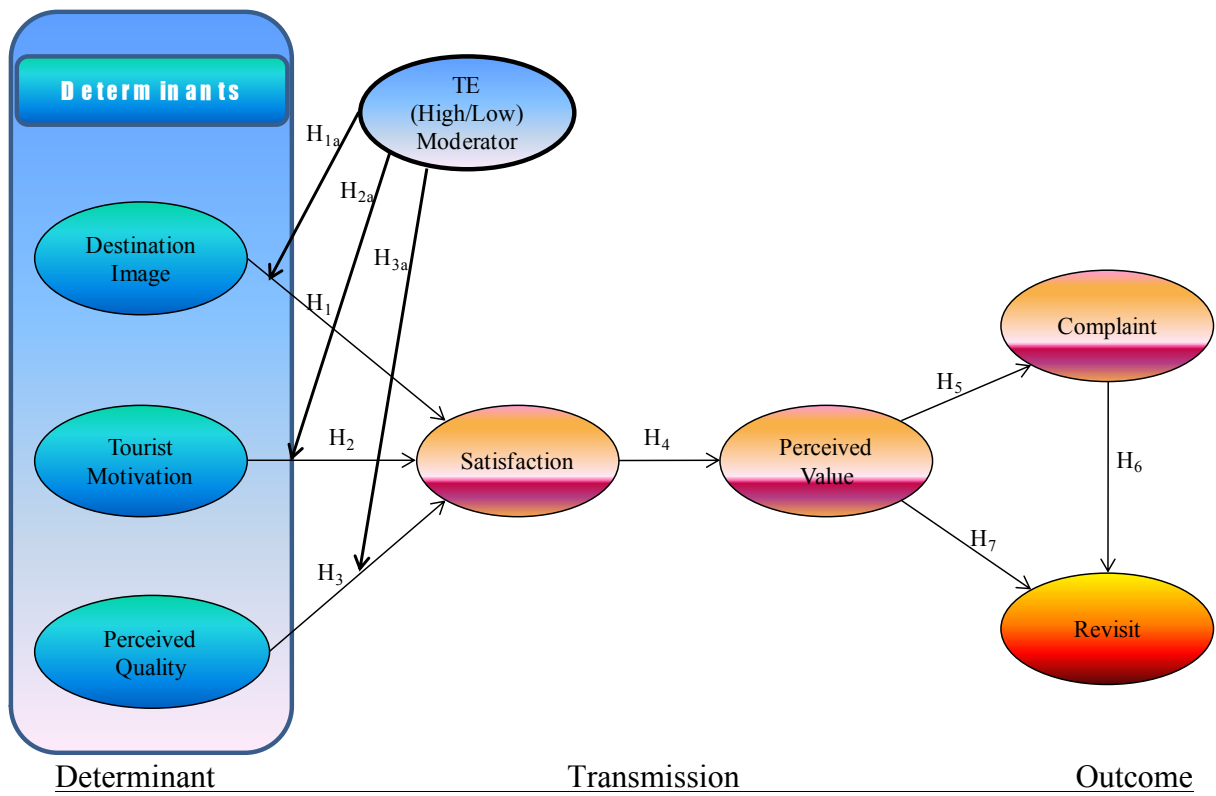 Determinants
TE
(High/Low)
Moderator
H1a
H2a
H3a
Destination
Image
H1
Tourist
Motivation
H2
Perceived
Quality
H3
Satisfaction
H4
Perceived
Value
H5
Complaint
H6
H7
Revisit
Determinant Transmission Outcome